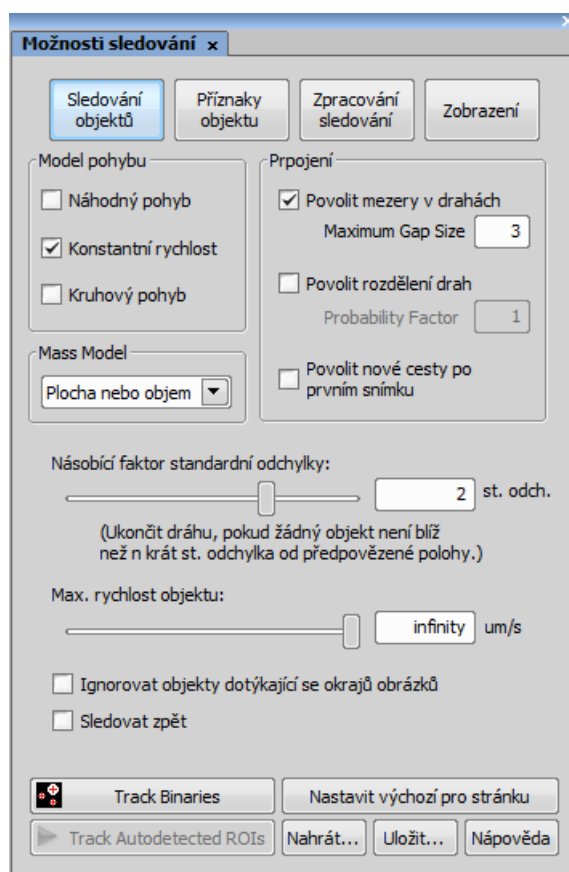 Možnosti sledování x
Sledování
objektů
Příznaky
objektu
Zpracování
sledování
Zobrazení
Model pohybu
Náhodný pohyb
Konstantní rychlost
Kruhový pohyb
Mass Model
Plocha nebo objem
Prpojení
Povolit mezery v drahách
Maximum Gap Size 3
Povolit rozdělení drah
Probability Factor 1
Povolit nové cesty po
prvním snímku
Násobící faktor standardní odchylky:
2 st. odch.
(Ukončit dráhu, pokud žádný objekt není blíž
než n krát st. odchylka od předpovězené polohy.)
Max. rychlost objektu:
infinity um/s
Ignorovat objekty dotýkající se okrajů obrázků
Sledovat zpět
Track Binaries
Nastavit výchozí pro stránku
Track Autodetected ROIs
Nahrát...
Uložit...
Nápověda